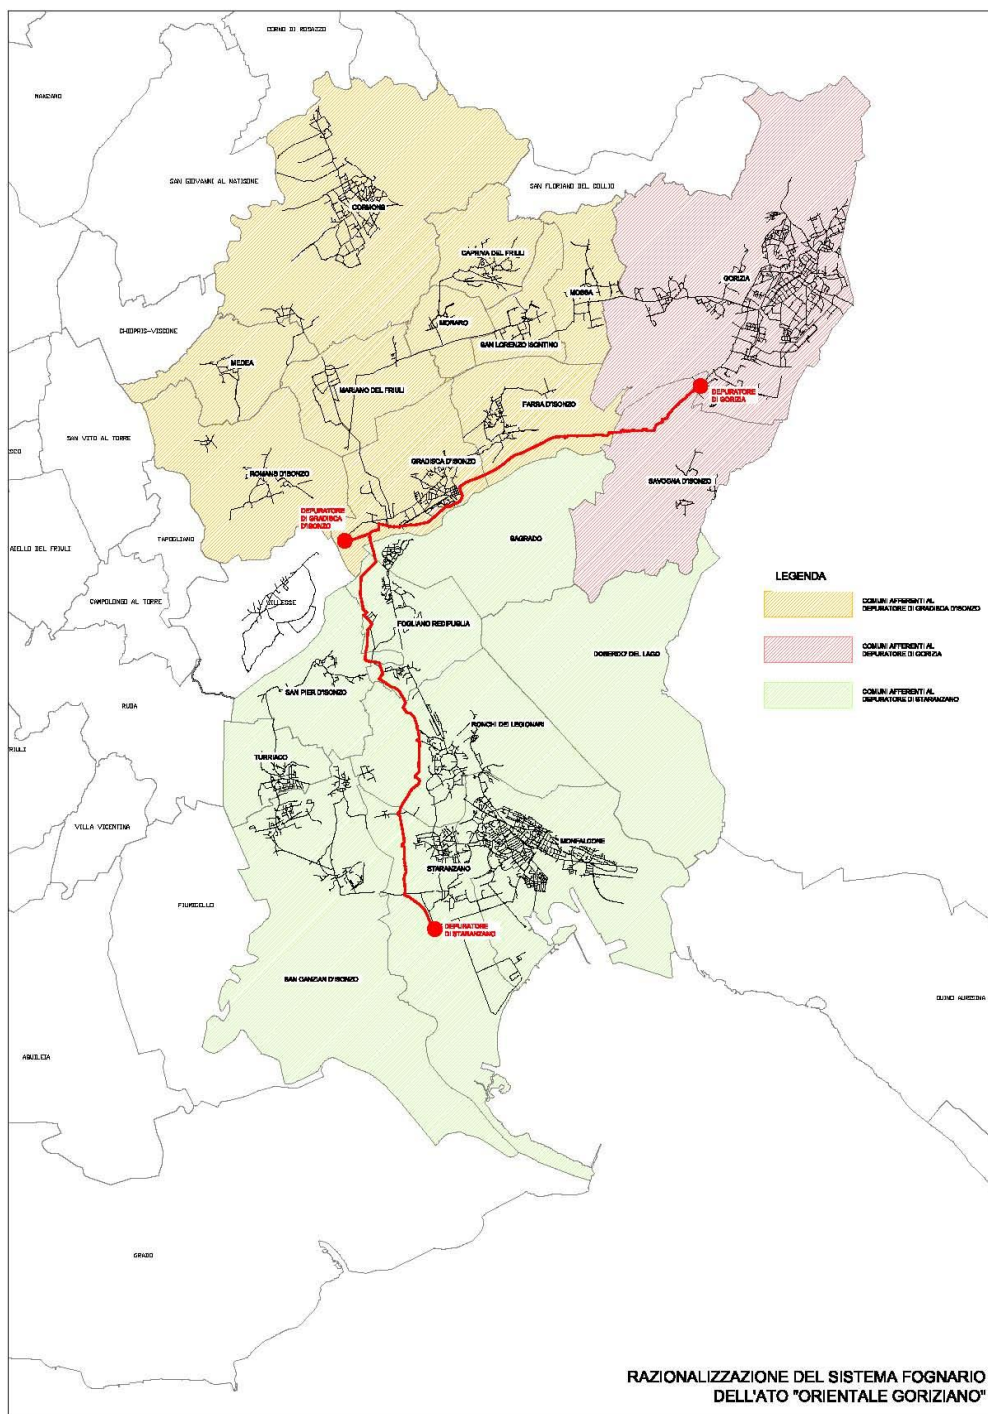 CORNO DI ROSAZZO
MANZANO
SAN GIOVANNI AL NATISONE
SAN FLORIANO DEL COLLIO
CORMONS
CAPRIVA DEL FRIULI
GORIZIA
MOSSA
CHIOPRIS-VISCONE
MORARO
SAN LORENZO ISONTINO
MEDEA
MARIANO DEL FRIULI
DEPURATORE
DI GORIZIA
FARRA D'ISONZO
SAN VITO AL TORRE
ESCO
GRADISCA D'ISONZO
ROMANS D'ISONZO
SAVOGNA D'ISONZO
DEPURATORE
DI GRADISCA
D'ISONZO
TAPOGLIANO
SAGRADO
AIELLO DEL FRIULI
LEGENDA
COMUNI AFFERENTI AL
DEPURATORE DI GRADISCA D'ISONZO
CAMPOLONGO AL TORRE
VILLESSE
FOGLIANO REDIPUGLIA
COMUNI AFFERENTI AL
DEPURATORE DI GORIZIA
DOBERDO' DEL LAGO
SAN PIER D'ISONZO
COMUNI AFFERENTI AL
DEPURATORE DI STARANZANO
RUDA
RONCHI DEI LEGIONARI
FRIULI
TURRIACO
VILLA VICENTINA
MONFALCONE
STARANZANO
FIUMICELLO
DEPURATORE
DI STARANZANO
SAN CANZIAN D'ISONZO
DUINO AURISINA
AQUILEIA
GRADO
RAZIONALIZZAZIONE DEL SISTEMA FOGNARIO
DELL'ATO "ORIENTALE GORIZIANO"